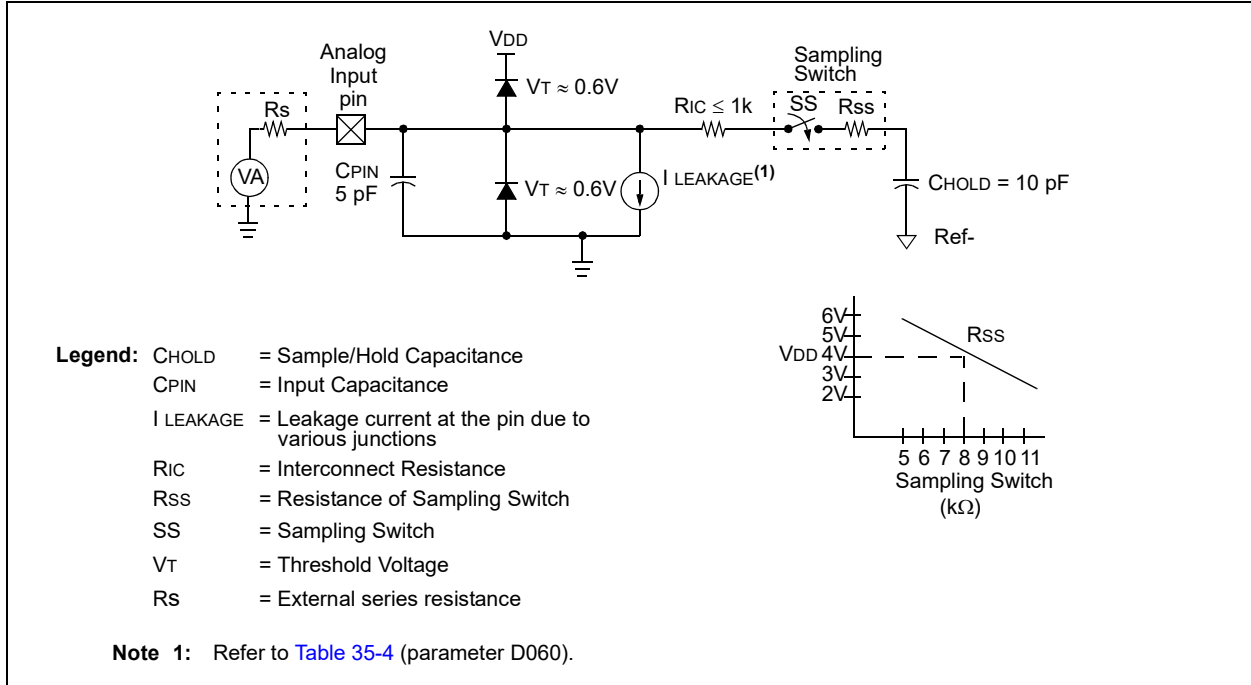 VDD
Analog
Input
pin
Sampling
Switch
VT ≈ 0.6V
Rs
RIC ≤ 1k
SS
Rss
VA
CPIN
5 pF
VT ≈ 0.6V
I LEAKAGE(1)
CHOLD = 10 pF
Ref-
6V
5V
VDD 4V
3V
2V
RSS
5 6 7 8 9 10 11
Sampling Switch
(kΩ)
Legend: CHOLD = Sample/Hold Capacitance
CPIN = Input Capacitance
I LEAKAGE = Leakage current at the pin due to
various junctions
RIC = Interconnect Resistance
RSS = Resistance of Sampling Switch
SS = Sampling Switch
VT = Threshold Voltage
Rs = External series resistance
Note 1: Refer to Table 35-4 (parameter D060).